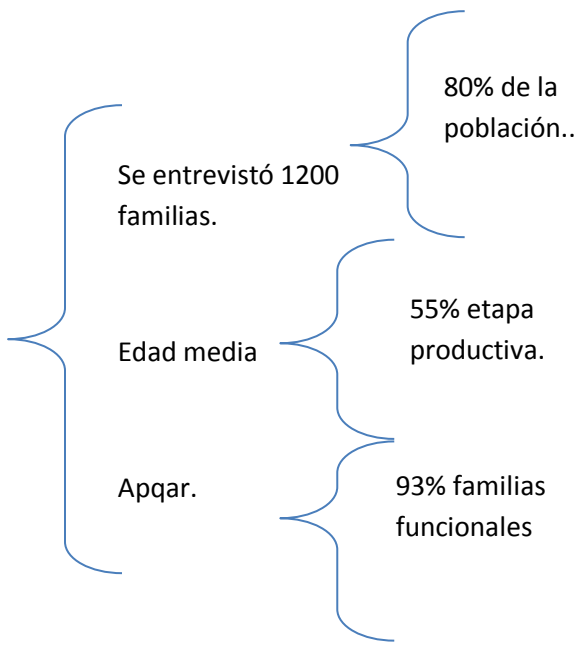 80% de la
población..
Se entrevistó 1200
familias.
55% etapa
productiva.
Edad media
Apqar.
93% familias
funcionales